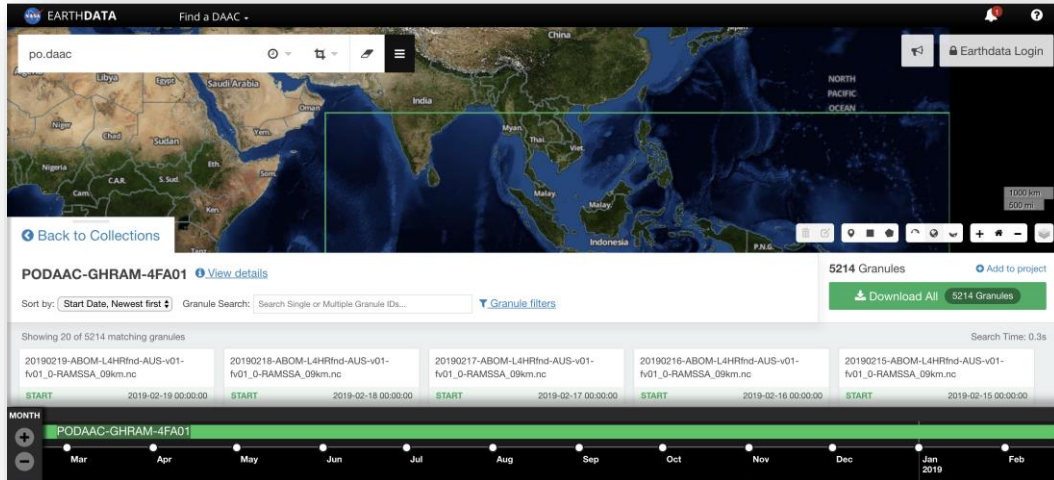 EARTHDATA Find a DAAC
po.daac
Earthdata Login
China
NORTH
PACIFIC
OCEAN
Libya
Egypt
Saudi Arabia
Oman
India
Niger
Chad
Sudan
Yem.
Myan.
Thai.
Viet.
Nigeria
C.A.R.
S. Sud.
Eth.
Som.
Cam.
Ken.
Malay.
Malay.
1000 km
500 mi
Tanz.
Indonesia
P.N.G.
Back to Collections
PODAAC-GHRAM-4FA01 View details
5214 Granules Add to project
Sort by: Start Date, Newest first Granule Search: Search Single or Multiple Granule IDs... Granule filters
Download All 5214 Granules
Showing 20 of 5214 matching granules Search Time: 0.3s
20190219-ABOM-L4HRfnd-AUS-v01-
fv01_0-RAMSSA_09km.nc
START 2019-02-19 00:00:00
20190218-ABOM-L4HRfnd-AUS-v01-
fv01_0-RAMSSA_09km.nc
START 2019-02-18 00:00:00
20190217-ABOM-L4HRfnd-AUS-v01-
fv01_0-RAMSSA_09km.nc
START 2019-02-17 00:00:00
20190216-ABOM-L4HRfnd-AUS-v01-
fv01_0-RAMSSA_09km.nc
START 2019-02-16 00:00:00
20190215-ABOM-L4HRfnd-AUS-v01-
fv01_0-RAMSSA_09km.nc
START 2019-02-15 00:00:00
MONTH
PODAAC-GHRAM-4FA01
Mar Apr May Jun Jul Aug Sep Oct Nov Dec Jan Feb
2019